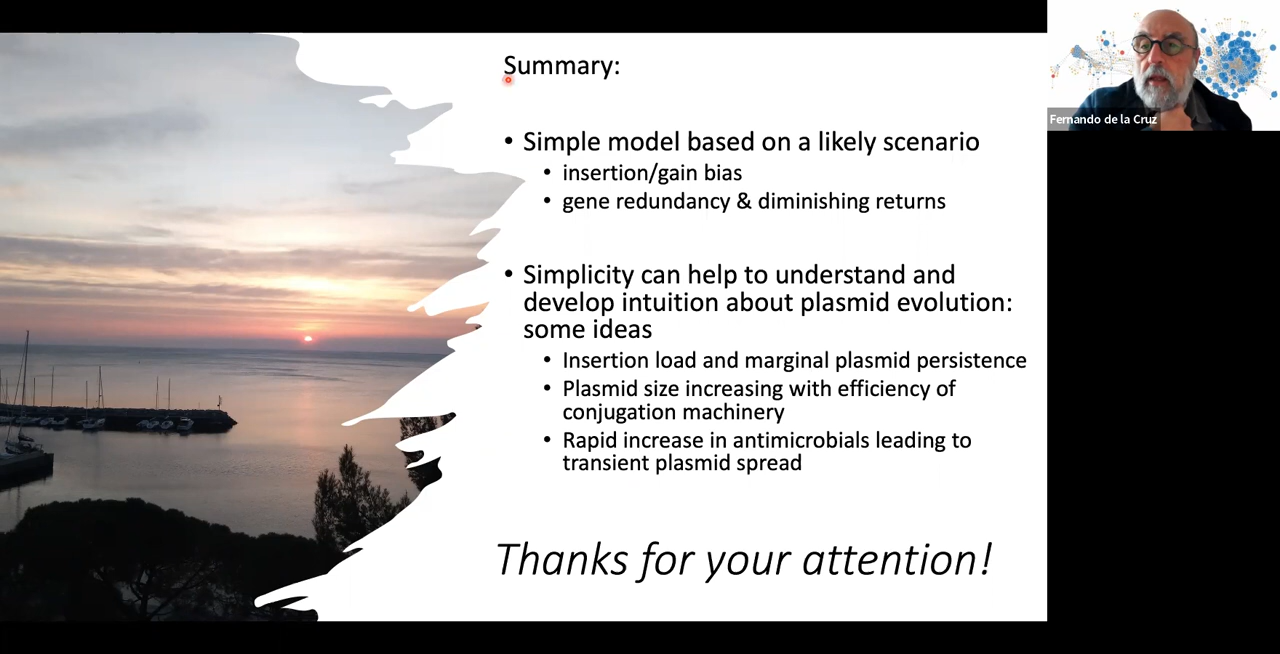 Summary:
• Simple model based on a likely scenario
• insertion/gain bias
• gene redundancy & diminishing returns
• Simplicity can help to understand and
develop intuition about plasmid evolution:
some ideas
• Insertion load and marginal plasmid persistence
• Plasmid size increasing with efficiency of
conjugation machinery
• Rapid increase in antimicrobials leading to
transient plasmid spread
Thanks for your attention!
Fernando de la Cruz